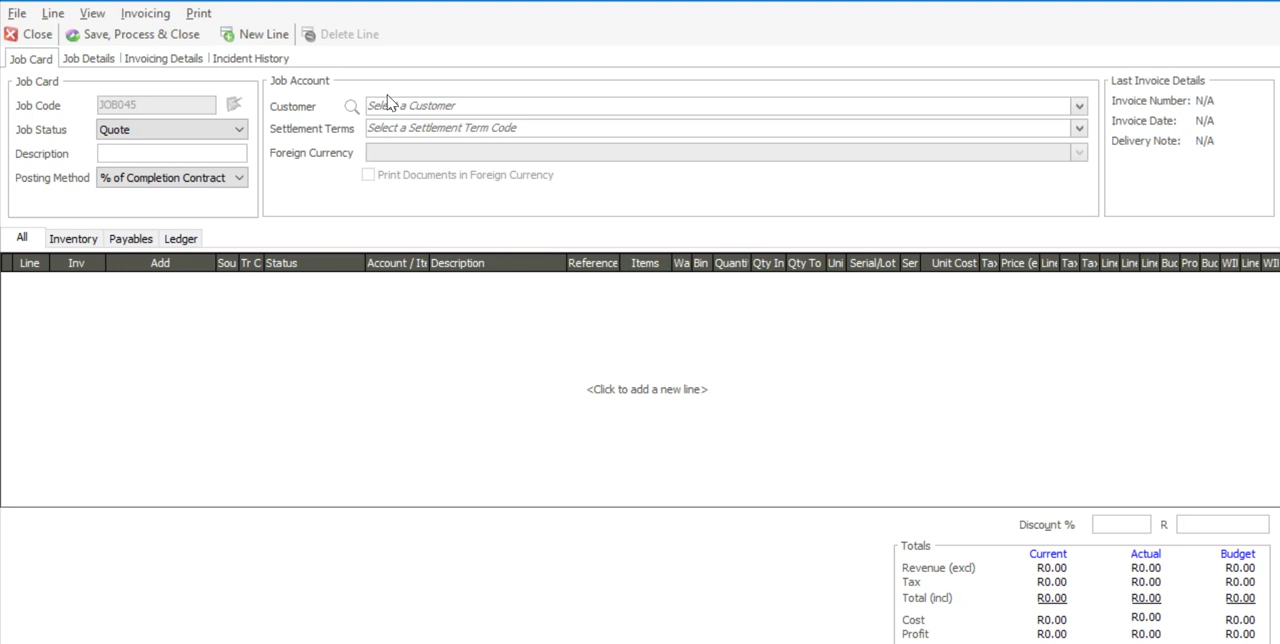 File Line View Invoicing Print
Close Save, Process & Close New Line Delete Line
Job Card Job Details Invoicing Details Incident History
Job Card
Job Code JOB045
Job Status Quote
Description
Posting Method % of Completion Contract
Job Account
Customer Select a Customer
Settlement Terms Select a Settlement Term Code
Foreign Currency
Print Documents in Foreign Currency
Last Invoice Details
Invoice Number: N/A
Invoice Date: N/A
Delivery Note: N/A
All Inventory Payables Ledger
Line Inv Add Sou Tr C Status Account / Ite Description Reference Items Wa Bin Quanti Qty In Qty To Uni Serial/Lot Ser Unit Cost Tax Price (e Line Tax Tax Line Line Line Buc Pro Buc WI Line WI
<Click to add a new line>
Discount % R
Totals
Current Actual Budget
Revenue (excl) R0.00 R0.00 R0.00
Tax R0.00 R0.00 R0.00
Total (incl) R0.00 R0.00 R0.00
Cost R0.00 R0.00 R0.00
Profit R0.00 R0.00 R0.00